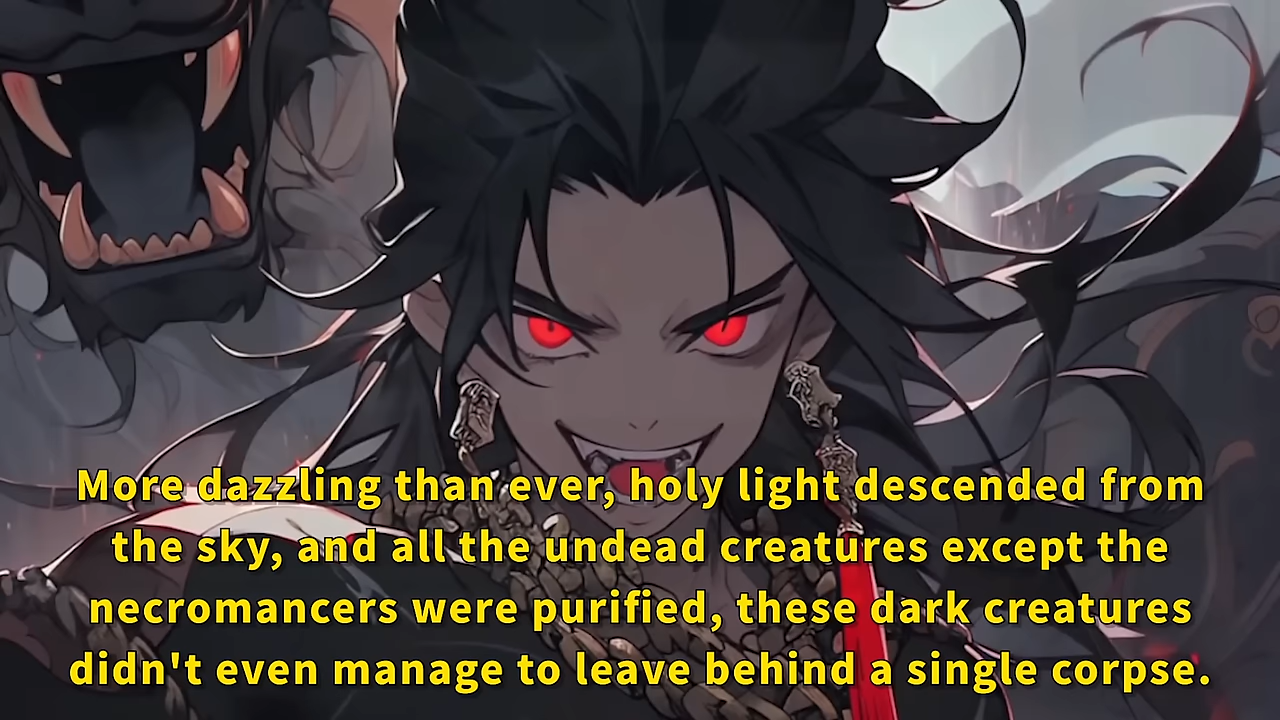 More dazzling than ever, holy light descended from
the sky, and all the undead creatures except the
necromancers were purified, these dark creatures
didn't even manage to leave behind a single corpse.